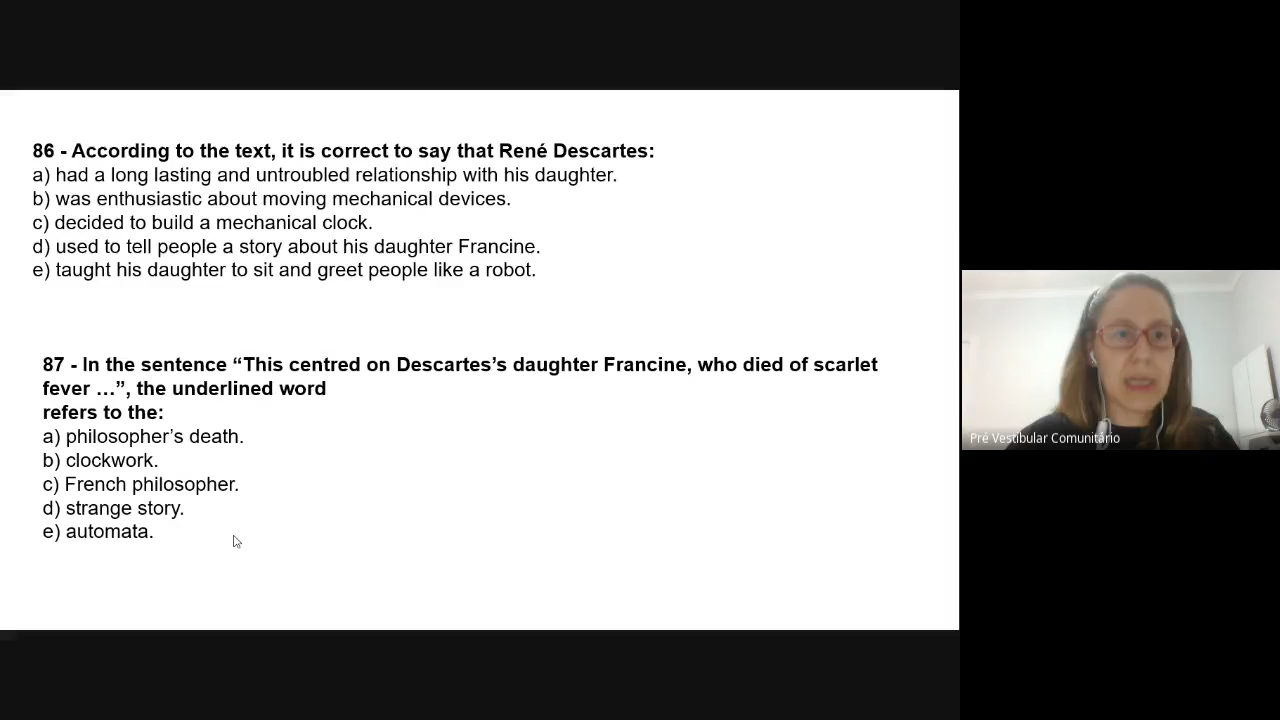 86 - According to the text, it is correct to say that René Descartes:
a) had a long lasting and untroubled relationship with his daughter.
b) was enthusiastic about moving mechanical devices.
c) decided to build a mechanical clock.
d) used to tell people a story about his daughter Francine.
e) taught his daughter to sit and greet people like a robot.
87 - In the sentence “This centred on Descartes’s daughter Francine, who died of scarlet
fever …”, the underlined word
refers to the:
a) philosopher’s death.
b) clockwork.
c) French philosopher.
d) strange story.
e) automata.
Pré Vestibular Comunitário